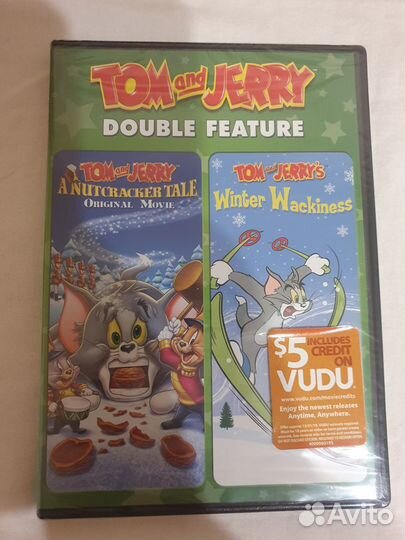 TOM and JERRY
DOUBLE FEATURE
TOM and JERRY
A NUTCRACKER TALE
ORIGINAL MOVIE
TOM and JERRY'S
Winter Wackiness
$5 INCLUDES
CREDIT
ON
VUDU
www.vudu.com/moviecredits
Enjoy the newest releases
Anytime, Anywhere.
Avito